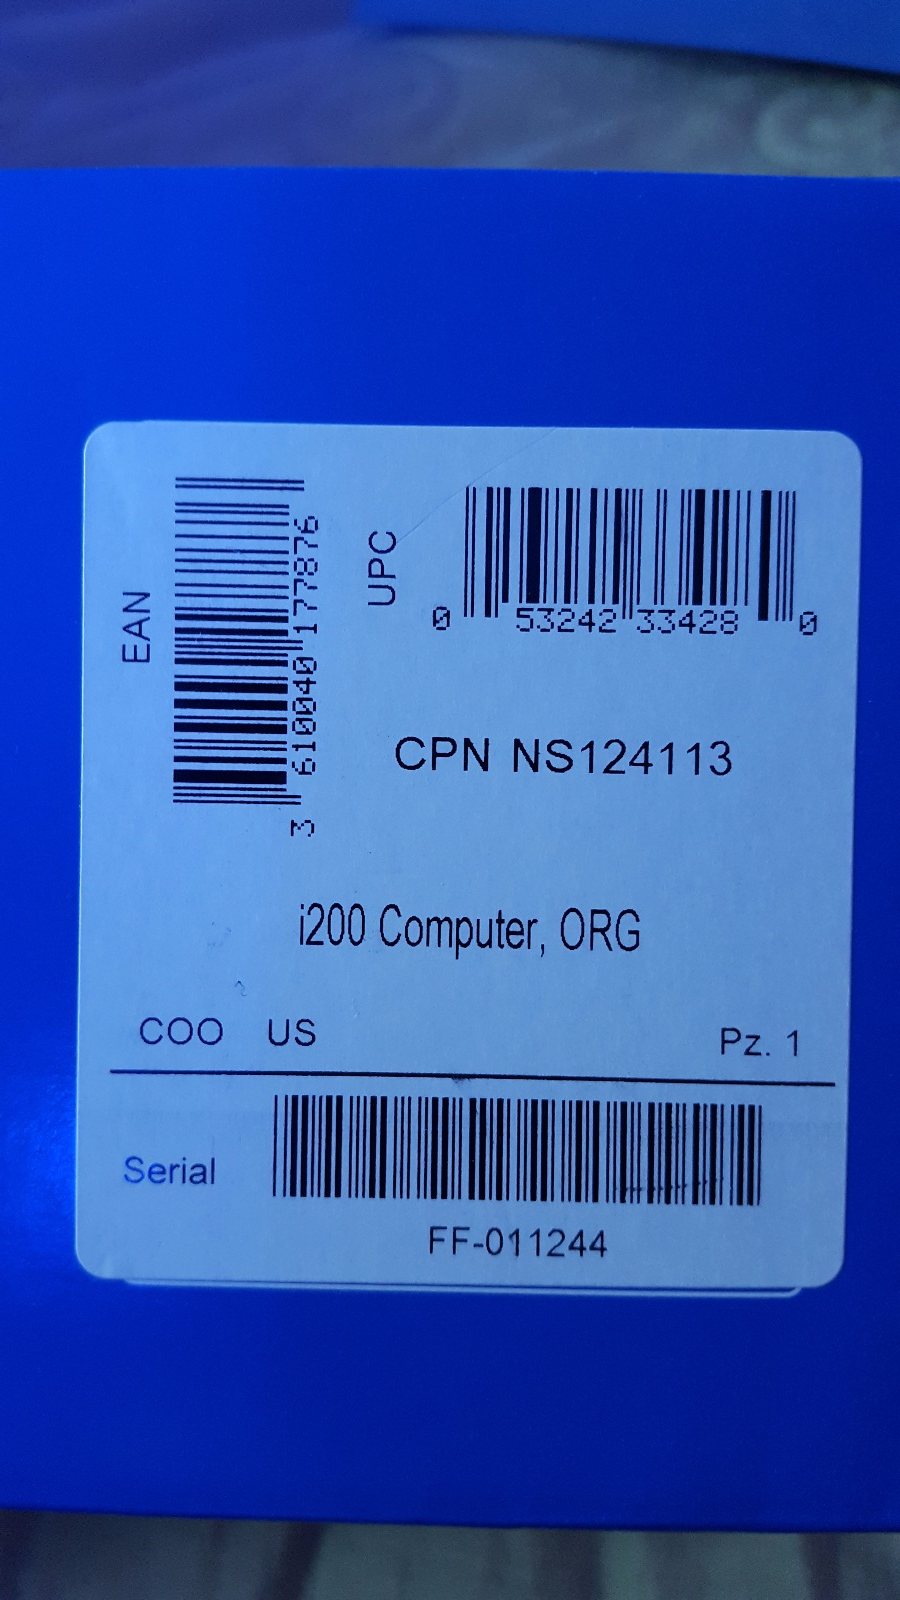 EAN
3 610040 177876
UPC
0 53242 33428 0
CPN NS124113
i200 Computer, ORG
COO US
Pz. 1
Serial
FF-011244